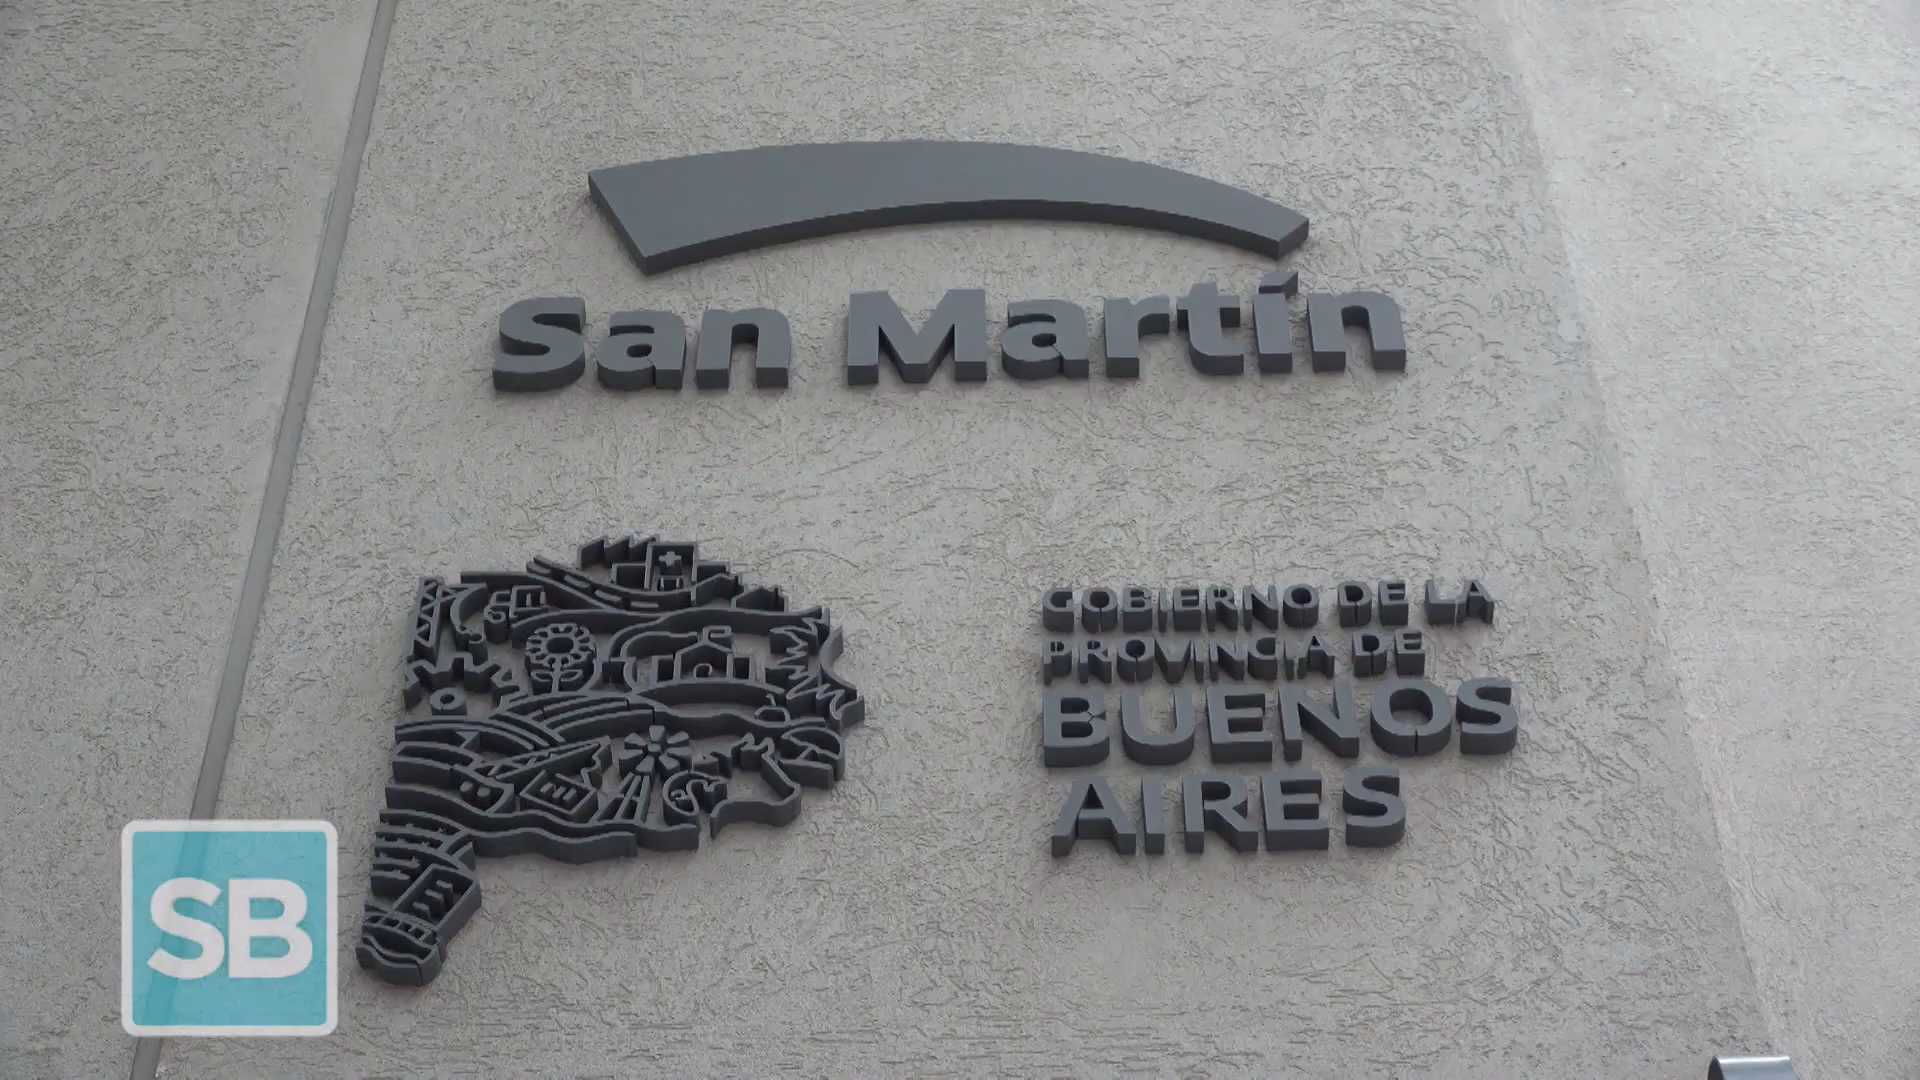 San Martín
GOBIERNO DE LA
PROVINCIA DE
BUENOS
AIRES
SB